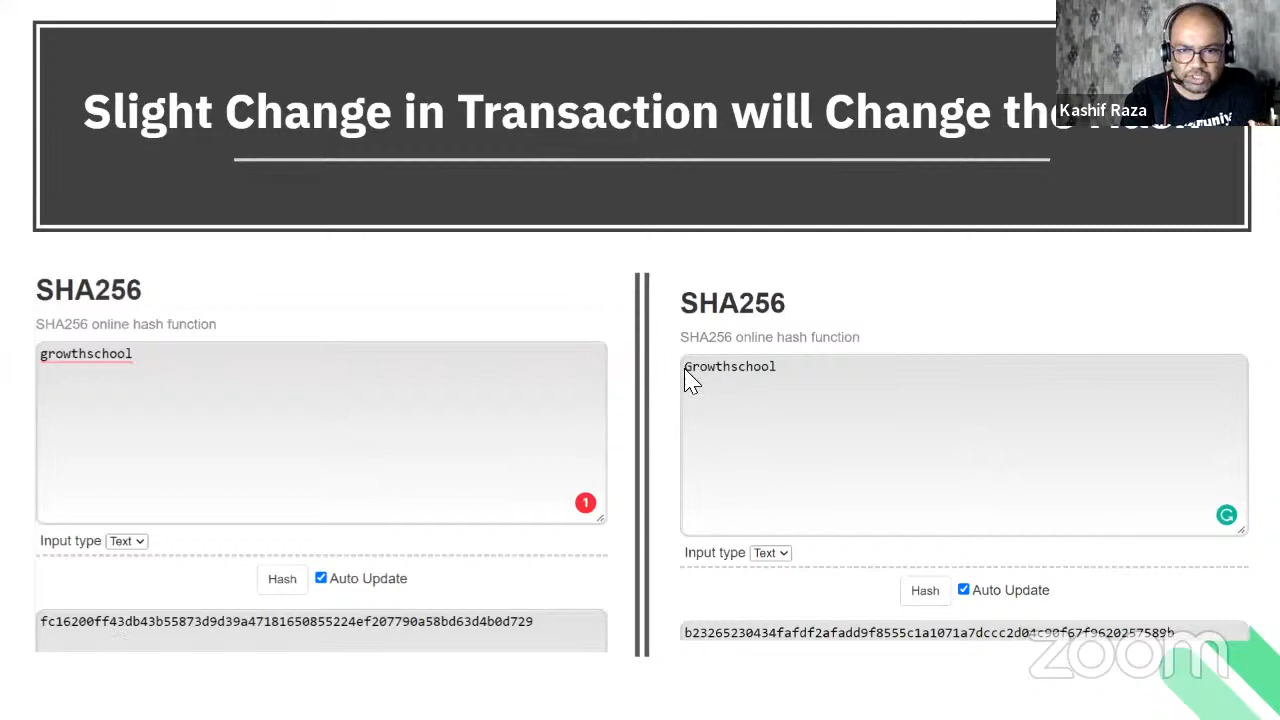 Slight Change in Transaction will Change the
Kashif Raza
SHA256
SHA256 online hash function
growthschool
1
Input type Text
Hash Auto Update
fc16200ff43db43b55873d9d39a47181650855224ef207790a58bd63d4b0d729
SHA256
SHA256 online hash function
Growthschool
Input type Text
Hash Auto Update
b23265230434fafdf2afadd9f8555c1a1071a7dccc2d04c90f67f9620257589b
zoom